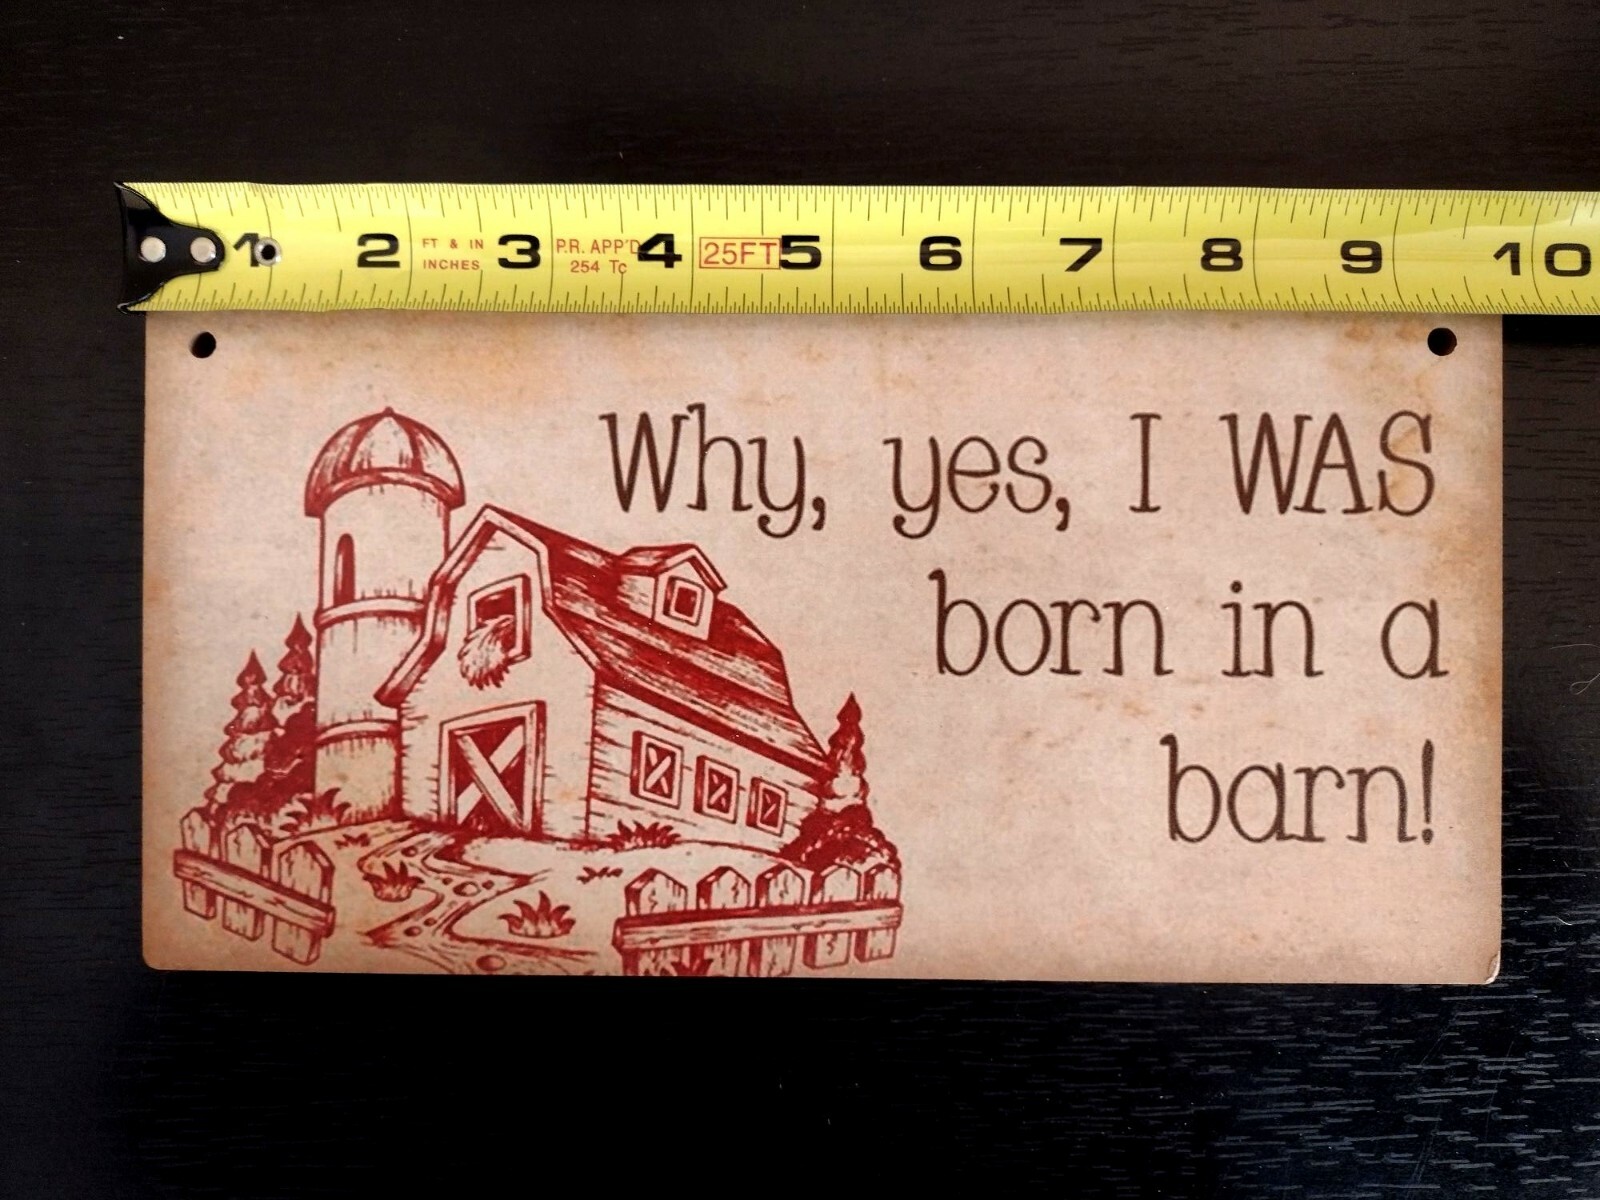 1 2 FT & IN 3 P.R. APP'D 4 25FT 5 6 7 8 9 10
INCHES 254 Tc
Why, yes, I WAS
born in a
barn!